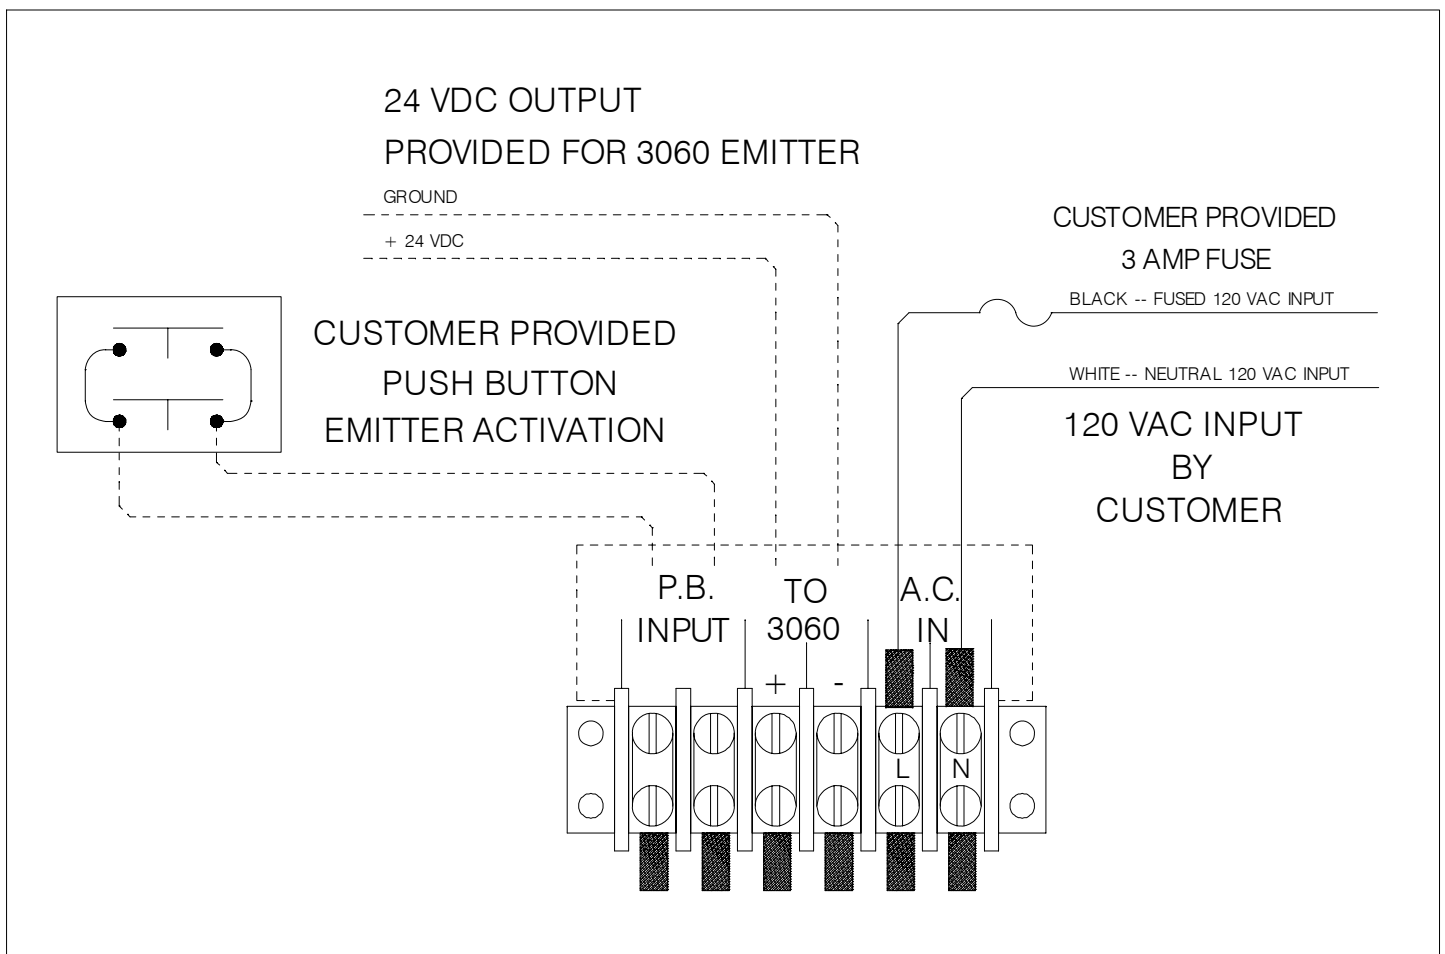 24 VDC OUTPUT
PROVIDED FOR 3060 EMITTER
GROUND
+ 24 VDC
CUSTOMER PROVIDED
3 AMP FUSE
BLACK -- FUSED 120 VAC INPUT
WHITE -- NEUTRAL 120 VAC INPUT
120 VAC INPUT
BY
CUSTOMER
CUSTOMER PROVIDED
PUSH BUTTON
EMITTER ACTIVATION
P.B.
INPUT
TO
3060
A.C.
IN
+ -
L N